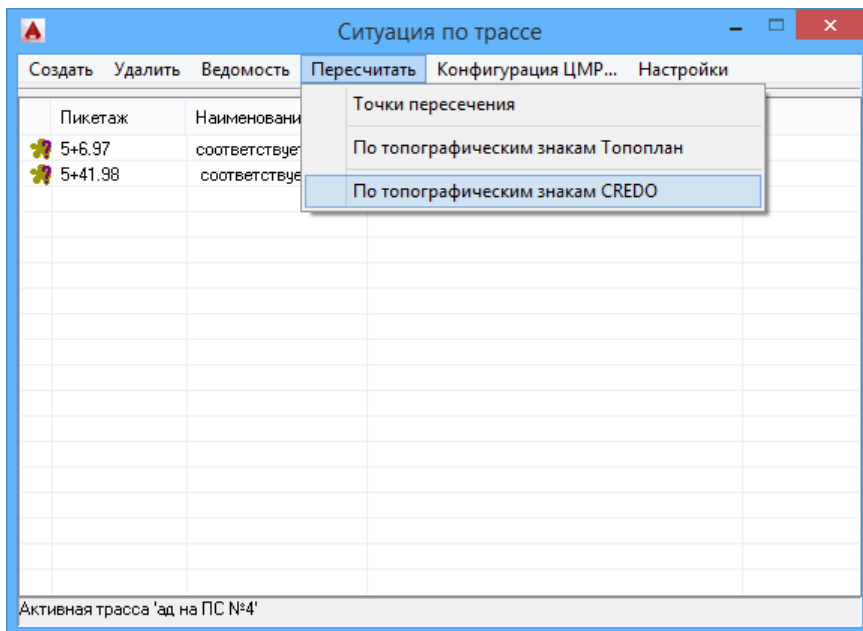 Ситуация по трассе
Создать Удалить Ведомость Пересчитать Конфигурация ЦМР... Настройки
Точки пересечения
Пикетаж Наименовани
5+6.97 соответствуе
По топографическим знакам Топоплан
5+41.98 соответствуе
По топографическим знакам CREDO
Активная трасса 'ад на ПС №4'